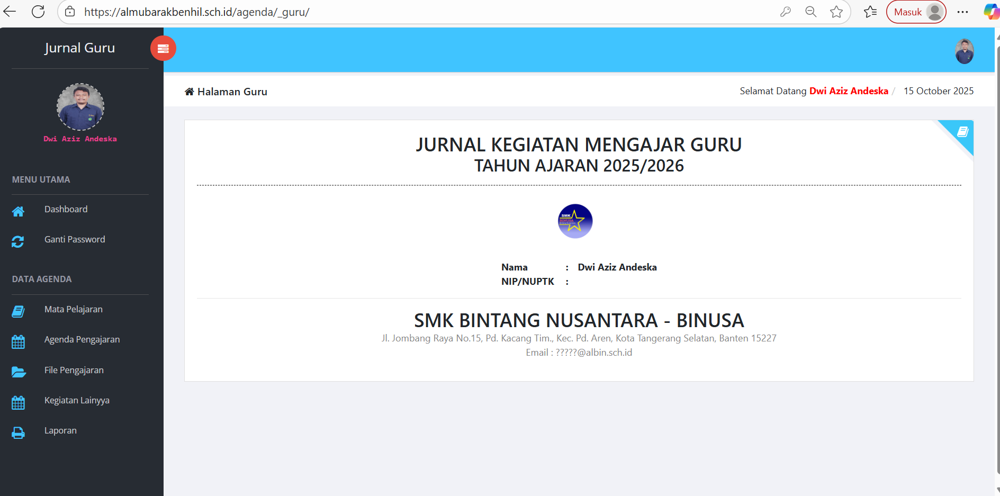 https://almubarakbenhil.sch.id/agenda/_guru/
Masuk
Jurnal Guru
Dwi Aziz Andeska
MENU UTAMA
Dashboard
Ganti Password
DATA AGENDA
Mata Pelajaran
Agenda Pengajaran
File Pengajaran
Kegiatan Lainyya
Laporan
Halaman Guru
Selamat Datang Dwi Aziz Andeska / 15 October 2025
JURNAL KEGIATAN MENGAJAR GURU
TAHUN AJARAN 2025/2026
SMK
BINUSA
Nama : Dwi Aziz Andeska
NIP/NUPTK :
SMK BINTANG NUSANTARA - BINUSA
Jl. Jombang Raya No.15, Pd. Kacang Tim., Kec. Pd. Aren, Kota Tangerang Selatan, Banten 15227
Email : ?????@albin.sch.id